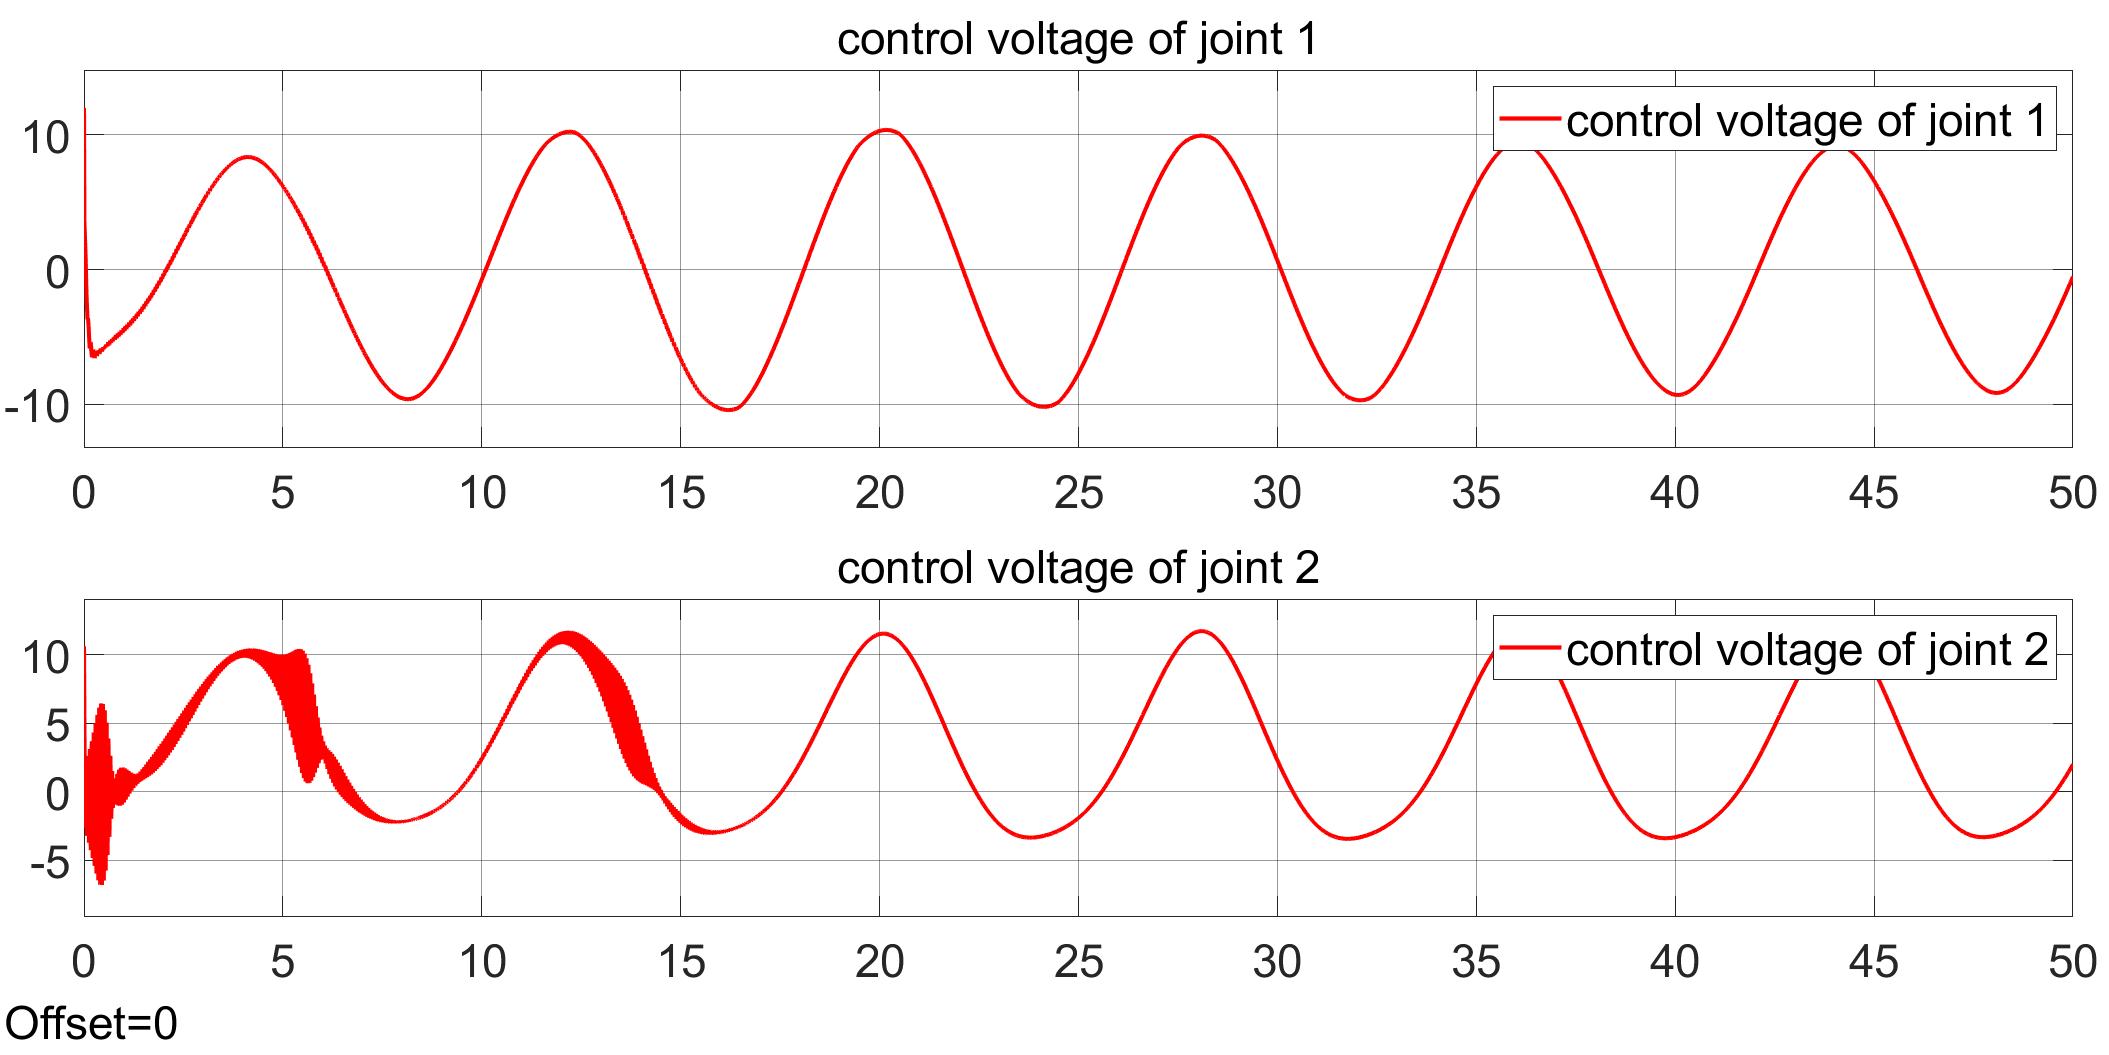 control voltage of joint 1
control voltage of joint 1
10
0
-10
0 5 10 15 20 25 30 35 40 45 50
control voltage of joint 2
control voltage of joint 2
10
5
0
-5
0 5 10 15 20 25 30 35 40 45 50
Offset=0